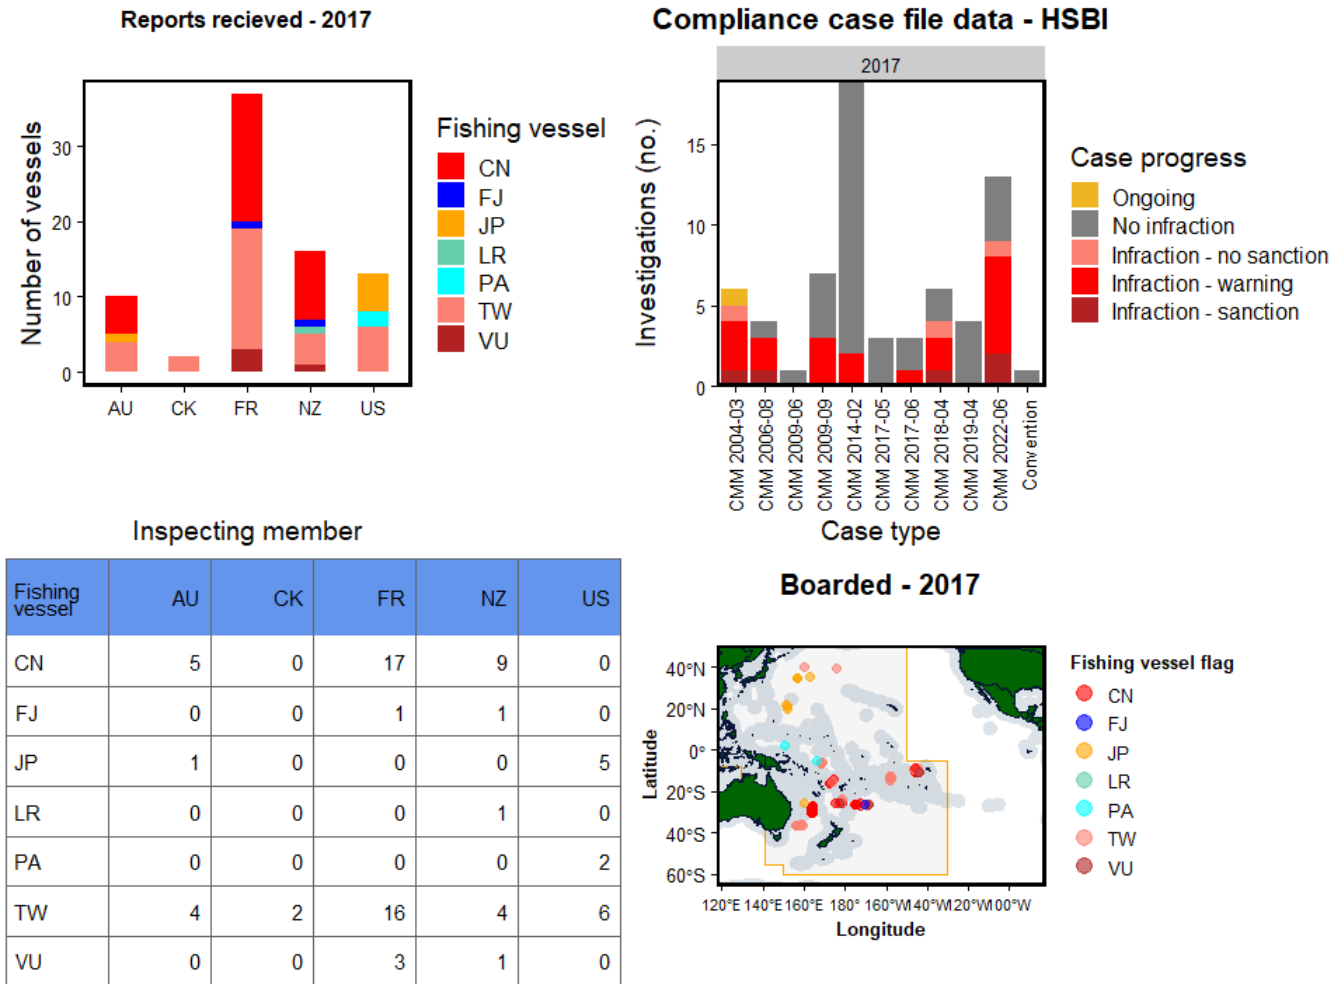 Reports recieved - 2017
Number of vessels
30
20
10
0
AU CK FR NZ US
Fishing vessel
CN
FJ
JP
LR
PA
TW
VU
Compliance case file data - HSBI
2017
Investigations (no.)
15
10
5
0
CMM 2004-03
CMM 2006-08
CMM 2009-06
CMM 2009-09
CMM 2014-02
CMM 2017-05
CMM 2017-06
CMM 2018-04
CMM 2019-04
CMM 2022-06
Convention
Case type
Case progress
Ongoing
No infraction
Infraction - no sanction
Infraction - warning
Infraction - sanction
Inspecting member
Fishing vessel AU CK FR NZ US
CN 5 0 17 9 0
FJ 0 0 1 1 0
JP 1 0 0 0 5
LR 0 0 0 1 0
PA 0 0 0 0 2
TW 4 2 16 4 6
VU 0 0 3 1 0
Boarded - 2017
Latitude
40°N
20°N
0°
20°S
40°S
60°S
120°E 140°E 160°E 180° 160°W 140°W 120°W 100°W
Longitude
Fishing vessel flag
CN
FJ
JP
LR
PA
TW
VU